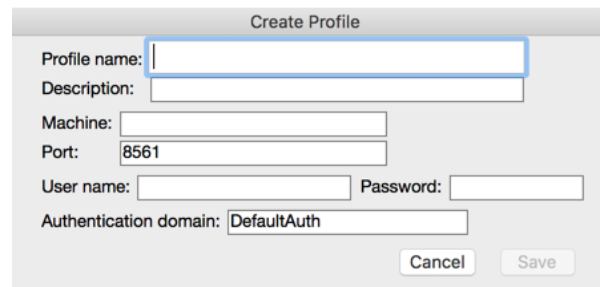 Create Profile
Profile name:
Description:
Machine:
Port: 8561
User name: Password:
Authentication domain: DefaultAuth
Cancel Save